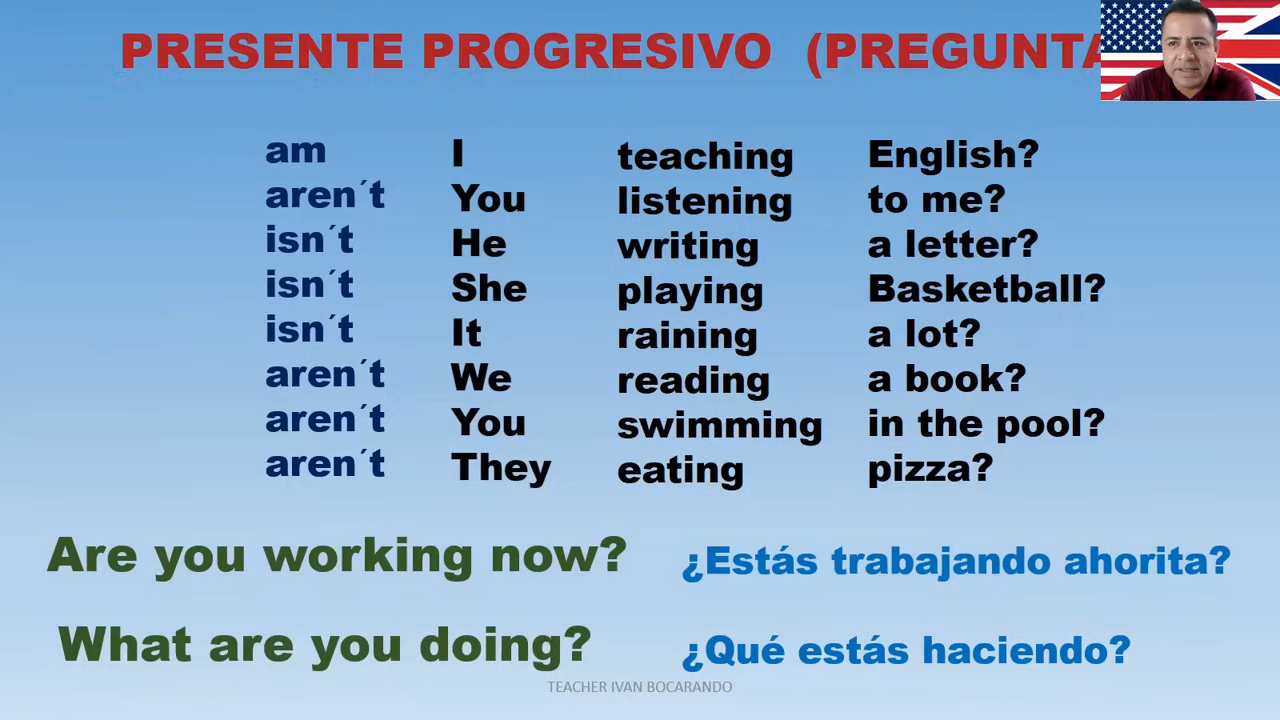 PRESENTE PROGRESIVO (PREGUNTA
am I teaching English?
aren´t You listening to me?
isn´t He writing a letter?
isn´t She playing Basketball?
isn´t It raining a lot?
aren´t We reading a book?
aren´t You swimming in the pool?
aren´t They eating pizza?
Are you working now? ¿Estás trabajando ahorita?
What are you doing? ¿Qué estás haciendo?
TEACHER IVAN BOCARANDO